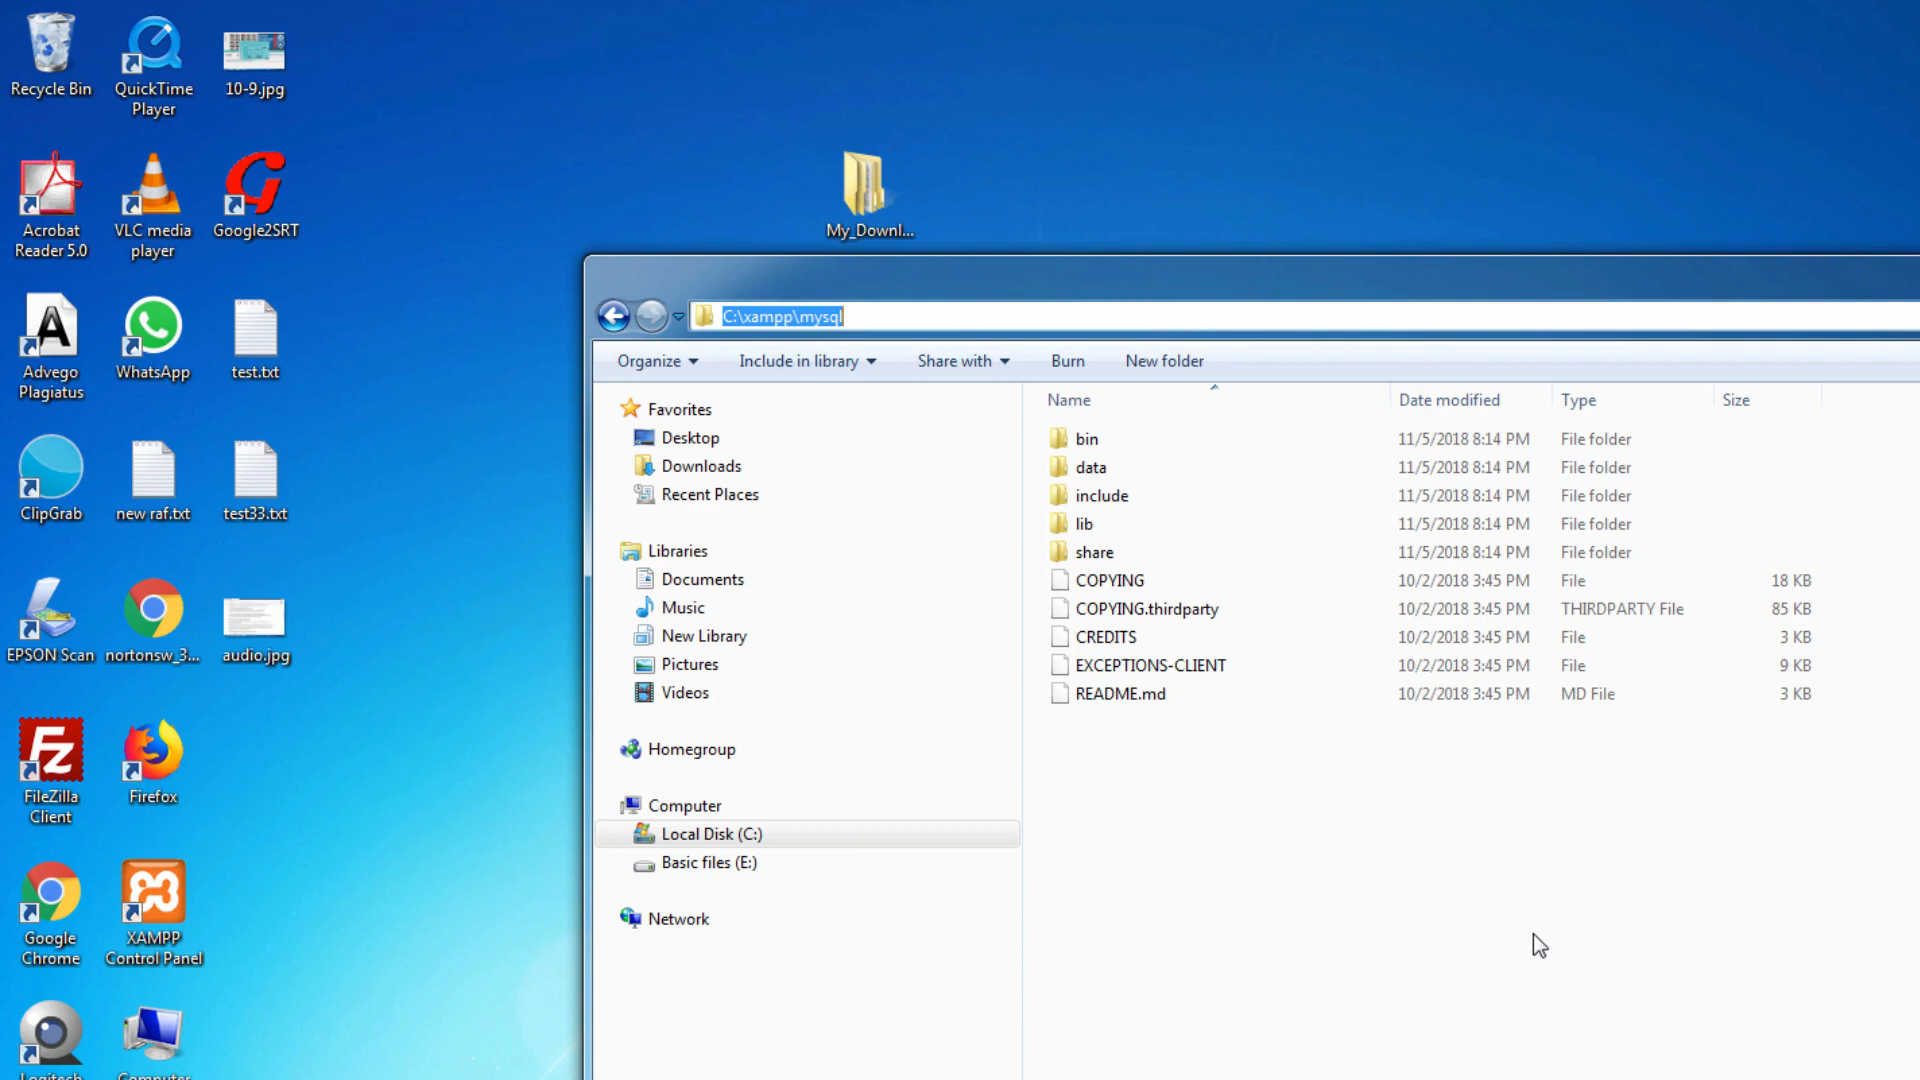 Recycle Bin
QuickTime
Player
10-9.jpg
Acrobat
Reader 5.0
VLC media
player
Google2SRT
My_Downl...
Advego
Plagiatus
WhatsApp
test.txt
ClipGrab
new raf.txt
test33.txt
EPSON Scan
nortonsw_3...
audio.jpg
FileZilla
Client
Firefox
Google
Chrome
XAMPP
Control Panel
Logitech
Computer
C:\xampp\mysql
Organize
Include in library
Share with
Burn
New folder
Favorites
Desktop
Downloads
Recent Places
Libraries
Documents
Music
New Library
Pictures
Videos
Homegroup
Computer
Local Disk (C:)
Basic files (E:)
Network
Name Date modified Type Size
bin 11/5/2018 8:14 PM File folder
data 11/5/2018 8:14 PM File folder
include 11/5/2018 8:14 PM File folder
lib 11/5/2018 8:14 PM File folder
share 11/5/2018 8:14 PM File folder
COPYING 10/2/2018 3:45 PM File 18 KB
COPYING.thirdparty 10/2/2018 3:45 PM THIRDPARTY File 85 KB
CREDITS 10/2/2018 3:45 PM File 3 KB
EXCEPTIONS-CLIENT 10/2/2018 3:45 PM File 9 KB
README.md 10/2/2018 3:45 PM MD File 3 KB